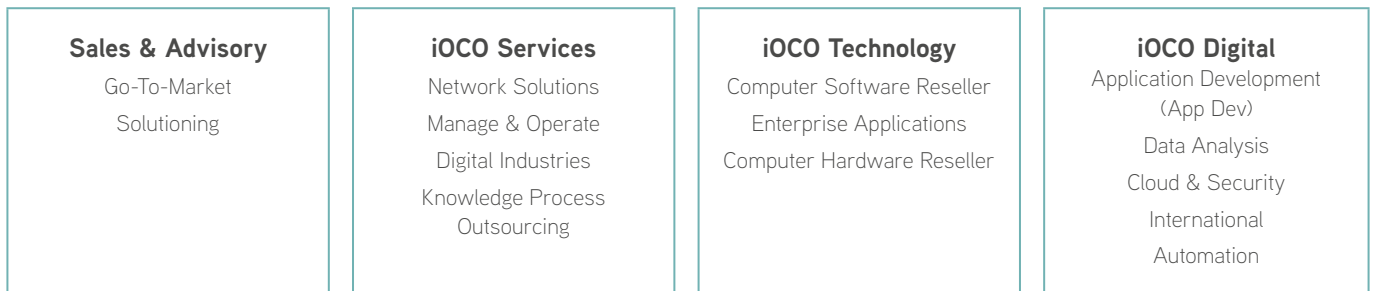 Sales & Advisory
Go-To-Market
Solutioning
iOCO Services
Network Solutions
Manage & Operate
Digital Industries
Knowledge Process
Outsourcing
iOCO Technology
Computer Software Reseller
Enterprise Applications
Computer Hardware Reseller
iOCO Digital
Application Development
(App Dev)
Data Analysis
Cloud & Security
International
Automation